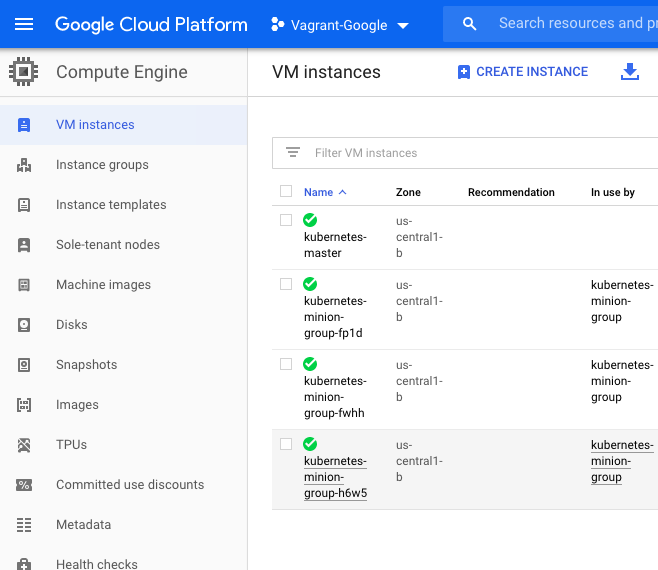 Google Cloud Platform
Vagrant-Google
Search resources and pr
Compute Engine
VM instances
CREATE INSTANCE
VM instances
Instance groups
Instance templates
Sole-tenant nodes
Machine images
Disks
Snapshots
Images
TPUs
Committed use discounts
Metadata
Health checks
Filter VM instances
Name
Zone
Recommendation
In use by
kubernetes-
master
us-
central1-
b
kubernetes-
minion-
group-fp1d
us-
central1-
b
kubernetes-
minion-
group
kubernetes-
minion-
group-fwhh
us-
central1-
b
kubernetes-
minion-
group
kubernetes-
minion-
group-h6w5
us-
central1-
b
kubernetes-
minion-
group